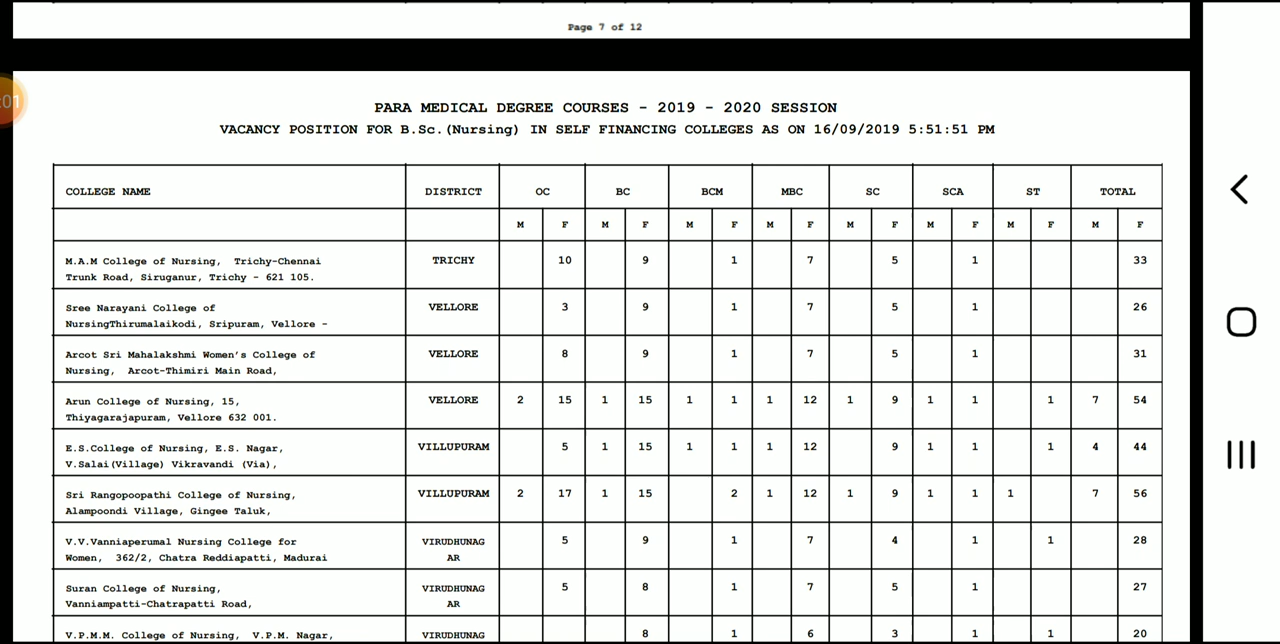 Page 7 of 12
:01
PARA MEDICAL DEGREE COURSES - 2019 - 2020 SESSION
VACANCY POSITION FOR B.Sc.(Nursing) IN SELF FINANCING COLLEGES AS ON 16/09/2019 5:51:51 PM
COLLEGE NAME DISTRICT OC BC BCM MBC SC SCA ST TOTAL
M F M F M F M F M F M F M F M F
M.A.M College of Nursing, Trichy-Chennai TRICHY 10 9 1 7 5 1 33
Trunk Road, Siruganur, Trichy - 621 105.
Sree Narayani College of VELLORE 3 9 1 7 5 1 26
NursingThirumalaikodi, Sripuram, Vellore -
Arcot Sri Mahalakshmi Women's College of VELLORE 8 9 1 7 5 1 31
Nursing, Arcot-Thimiri Main Road,
Arun College of Nursing, 15, VELLORE 2 15 1 15 1 1 1 12 1 9 1 1 1 7 54
Thiyagarajapuram, Vellore 632 001.
E.S.College of Nursing, E.S. Nagar, VILLUPURAM 5 1 15 1 1 1 12 9 1 1 1 4 44
V.Salai(Village) Vikravandi (Via),
Sri Rangopoopathi College of Nursing, VILLUPURAM 2 17 1 15 2 1 12 1 9 1 1 1 7 56
Alampoondi Village, Gingee Taluk,
V.V.Vanniaperumal Nursing College for VIRUDHUNAG 5 9 1 7 4 1 1 28
Women, 362/2, Chatra Reddiapatti, Madurai AR
Suran College of Nursing, VIRUDHUNAG 5 8 1 7 5 1 27
Vanniampatti-Chatrapatti Road, AR
V.P.M.M. College of Nursing, V.P.M. Nagar, VIRUDHUNAG 8 1 6 3 1 1 20